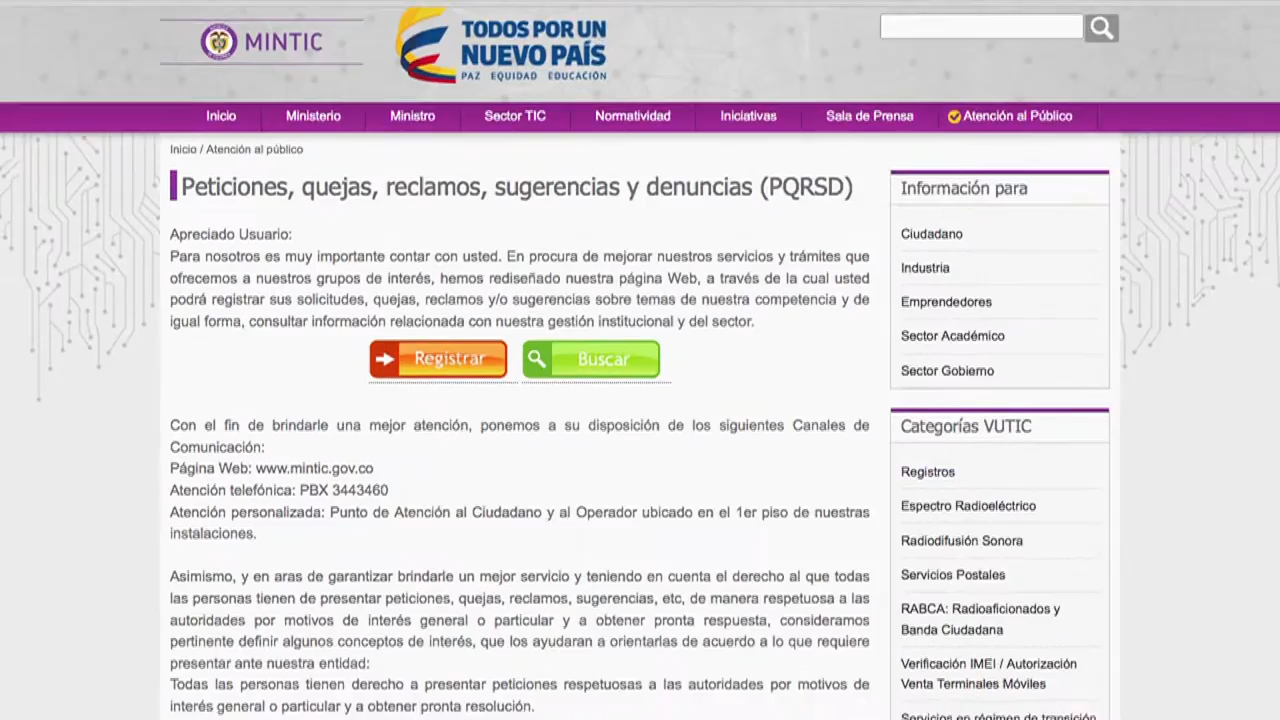 MINTIC
TODOS POR UN
NUEVO PAÍS
PAZ EQUIDAD EDUCACIÓN
Inicio
Ministerio
Ministro
Sector TIC
Normatividad
Iniciativas
Sala de Prensa
Atención al Público
Inicio / Atención al público
Peticiones, quejas, reclamos, sugerencias y denuncias (PQRSD)
Apreciado Usuario:
Para nosotros es muy importante contar con usted. En procura de mejorar nuestros servicios y trámites que
ofrecemos a nuestros grupos de interés, hemos rediseñado nuestra página Web, a través de la cual usted
podrá registrar sus solicitudes, quejas, reclamos y/o sugerencias sobre temas de nuestra competencia y de
igual forma, consultar información relacionada con nuestra gestión institucional y del sector.
Registrar
Buscar
Con el fin de brindarle una mejor atención, ponemos a su disposición de los siguientes Canales de
Comunicación:
Página Web: www.mintic.gov.co
Atención telefónica: PBX 3443460
Atención personalizada: Punto de Atención al Ciudadano y al Operador ubicado en el 1er piso de nuestras
instalaciones.
Asimismo, y en aras de garantizar brindarle un mejor servicio y teniendo en cuenta el derecho al que todas
las personas tienen de presentar peticiones, quejas, reclamos, sugerencias, etc, de manera respetuosa a las
autoridades por motivos de interés general o particular y a obtener pronta respuesta, consideramos
pertinente definir algunos conceptos de interés, que los ayudaran a orientarlas de acuerdo a lo que requiere
presentar ante nuestra entidad:
Todas las personas tienen derecho a presentar peticiones respetuosas a las autoridades por motivos de
interés general o particular y a obtener pronta resolución.
Información para
Ciudadano
Industria
Emprendedores
Sector Académico
Sector Gobierno
Categorías VUTIC
Registros
Espectro Radioeléctrico
Radiodifusión Sonora
Servicios Postales
RABCA: Radioaficionados y
Banda Ciudadana
Verificación IMEI / Autorización
Venta Terminales Móviles
Servicios en régimen de transición